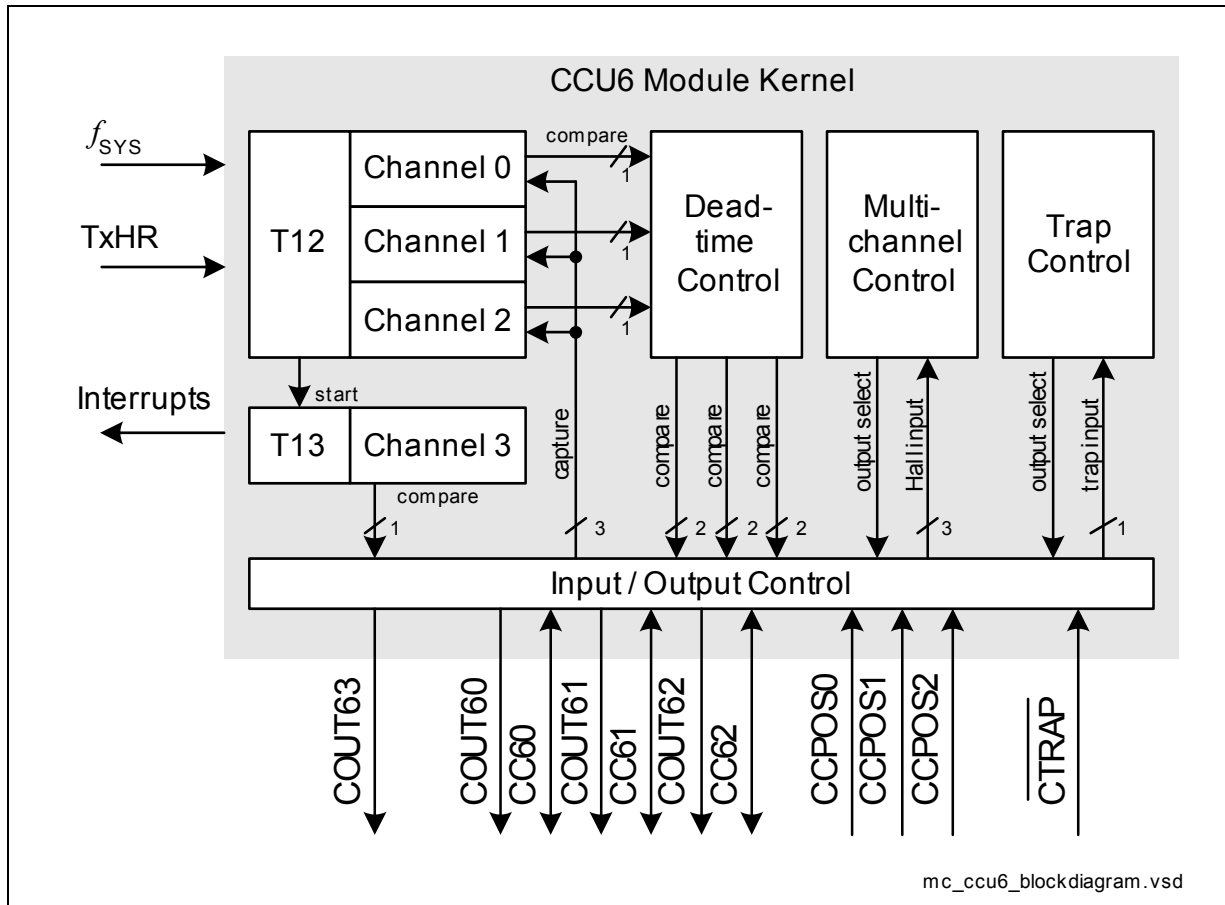 CCU6 Module Kernel
fSYS
TxHR
Interrupts
T12
Channel 0
Channel 1
Channel 2
compare
1
1
1
Dead-
time
Control
Multi-
channel
Control
Trap
Control
start
T13
Channel 3
compare
1
capture
3
compare
2
compare
2
compare
2
output select
Hall input
3
output select
trap input
1
Input / Output Control
COUT63
COUT60
CC60
COUT61
CC61
COUT62
CC62
CCPOS0
CCPOS1
CCPOS2
CTRAP
mc_ccu6_blockdiagram.vsd